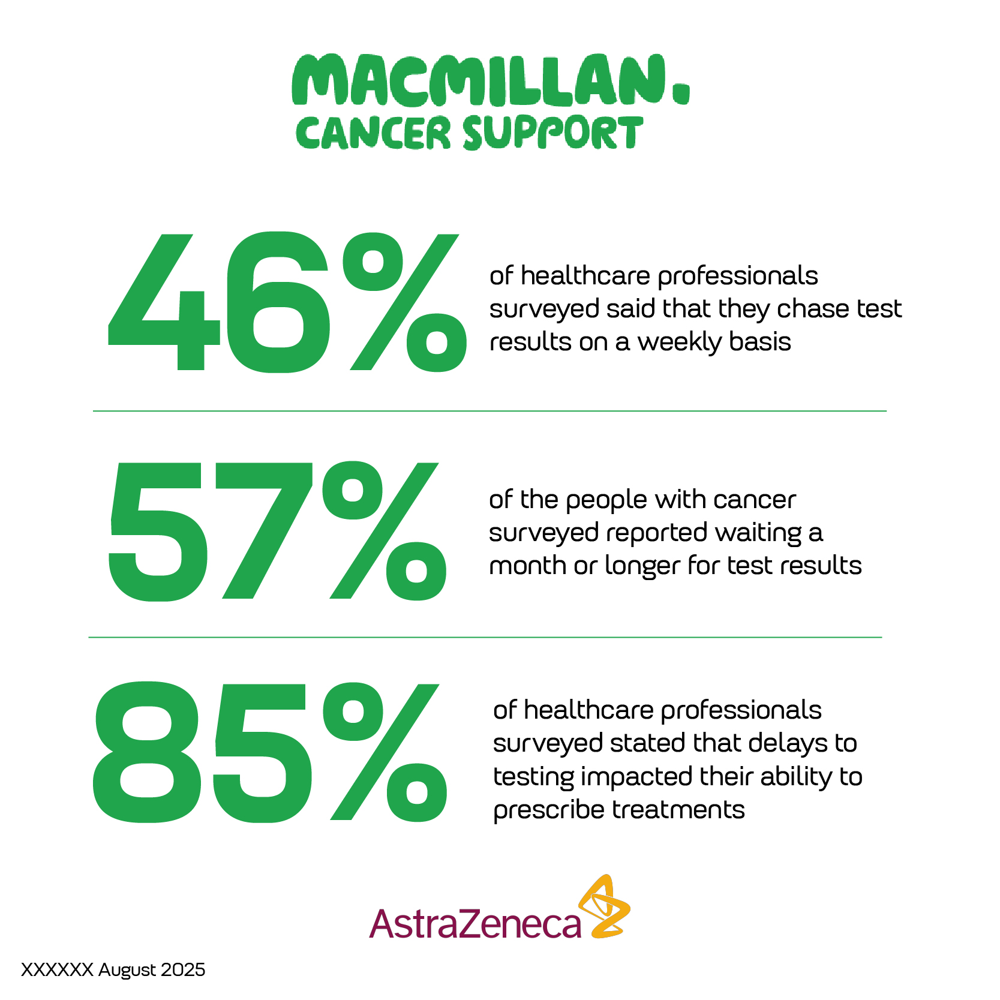 MACMILLAN.
CANCER SUPPORT
46%
of healthcare professionals
surveyed said that they chase test
results on a weekly basis
57%
of the people with cancer
surveyed reported waiting a
month or longer for test results
85%
of healthcare professionals
surveyed stated that delays to
testing impacted their ability to
prescribe treatments
AstraZeneca
XXXXXX August 2025